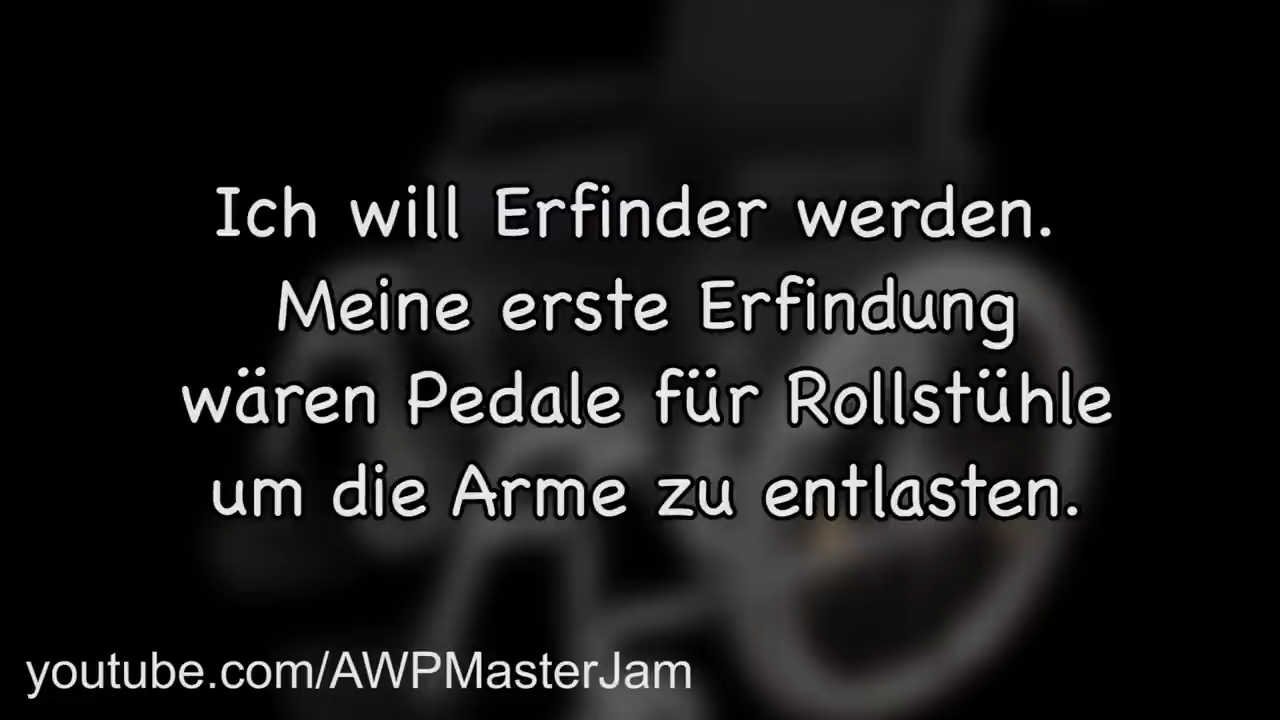 Ich will Erfinder werden.
Meine erste Erfindung
wären Pedale für Rollstühle
um die Arme zu entlasten.
youtube.com/AWPMasterJam